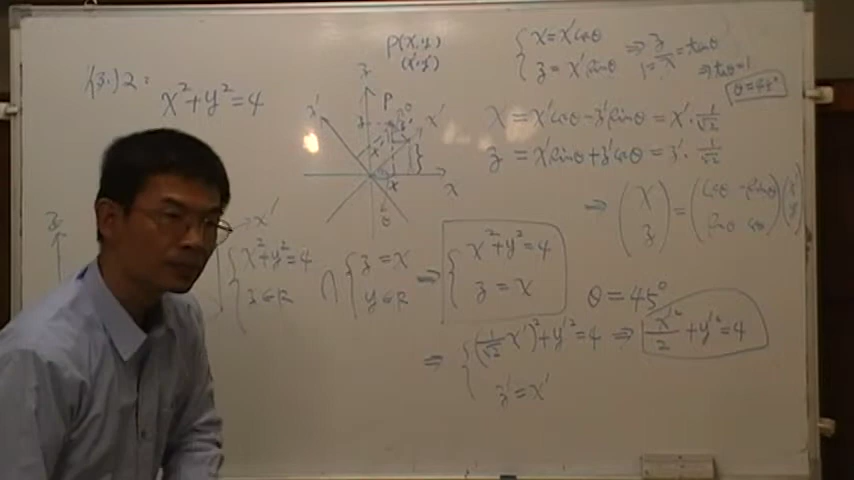 例2:
x²+y²=4
P(x,y)
(x',y')
z
z'
P
x'
x
θ
{ x=x'cosθ
z=x'sinθ ⇒ z/x=tanθ
⇒tanθ=1
θ=45°
x=x'cosθ-z'sinθ=x'·1/√2
z=x'sinθ+z'cosθ=z'·1/√2
⇒ (x z)=(cosθ -sinθ sinθ cosθ)
z
x'
{ x²+y²=4
z∈R ∩ { z=x
y∈R ⇒ { x²+y²=4
z=x
θ=45°
⇒ { (1/√2 x')²+y'²=4 ⇒ x'²/2+y'²=4
z'=x'